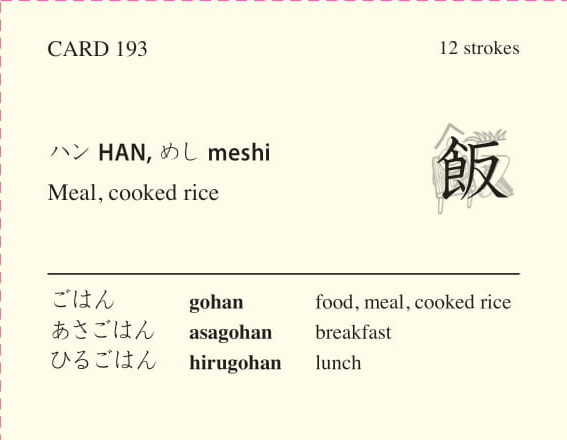 CARD 193 12 strokes
ハン HAN, めし meshi
Meal, cooked rice
飯
ごはん gohan food, meal, cooked rice
あさごはん asagohan breakfast
ひるごはん hirugohan lunch